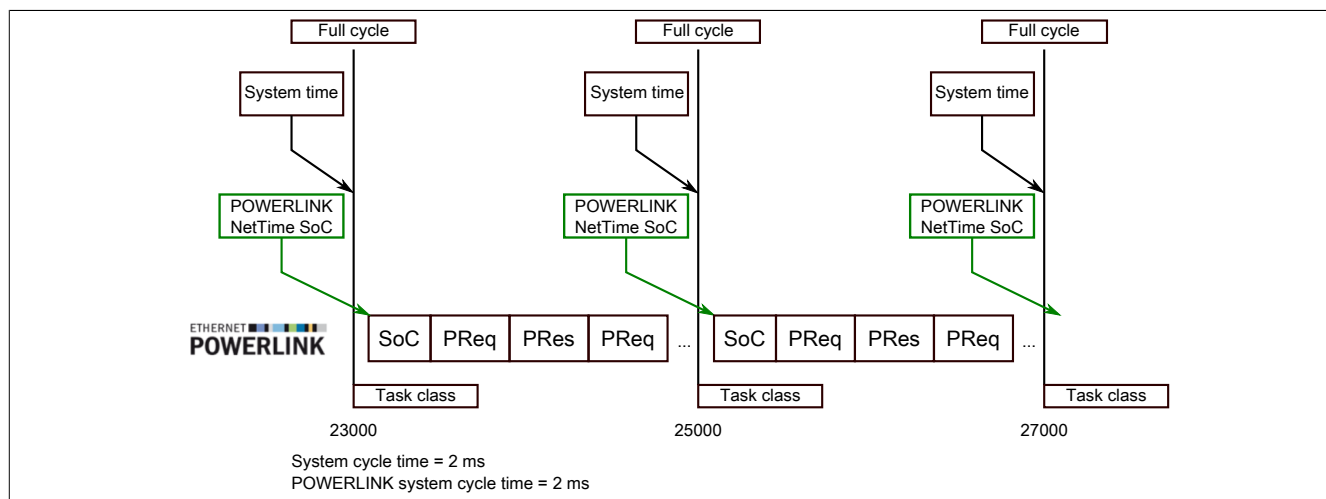 Full cycle Full cycle Full cycle
System time System time System time
POWERLINK POWERLINK POWERLINK
NetTime SoC NetTime SoC NetTime SoC
ETHERNET
POWERLINK
SoC PReq PRes PReq ... SoC PReq PRes PReq ...
Task class Task class Task class
23000 25000 27000
System cycle time = 2 ms
POWERLINK system cycle time = 2 ms